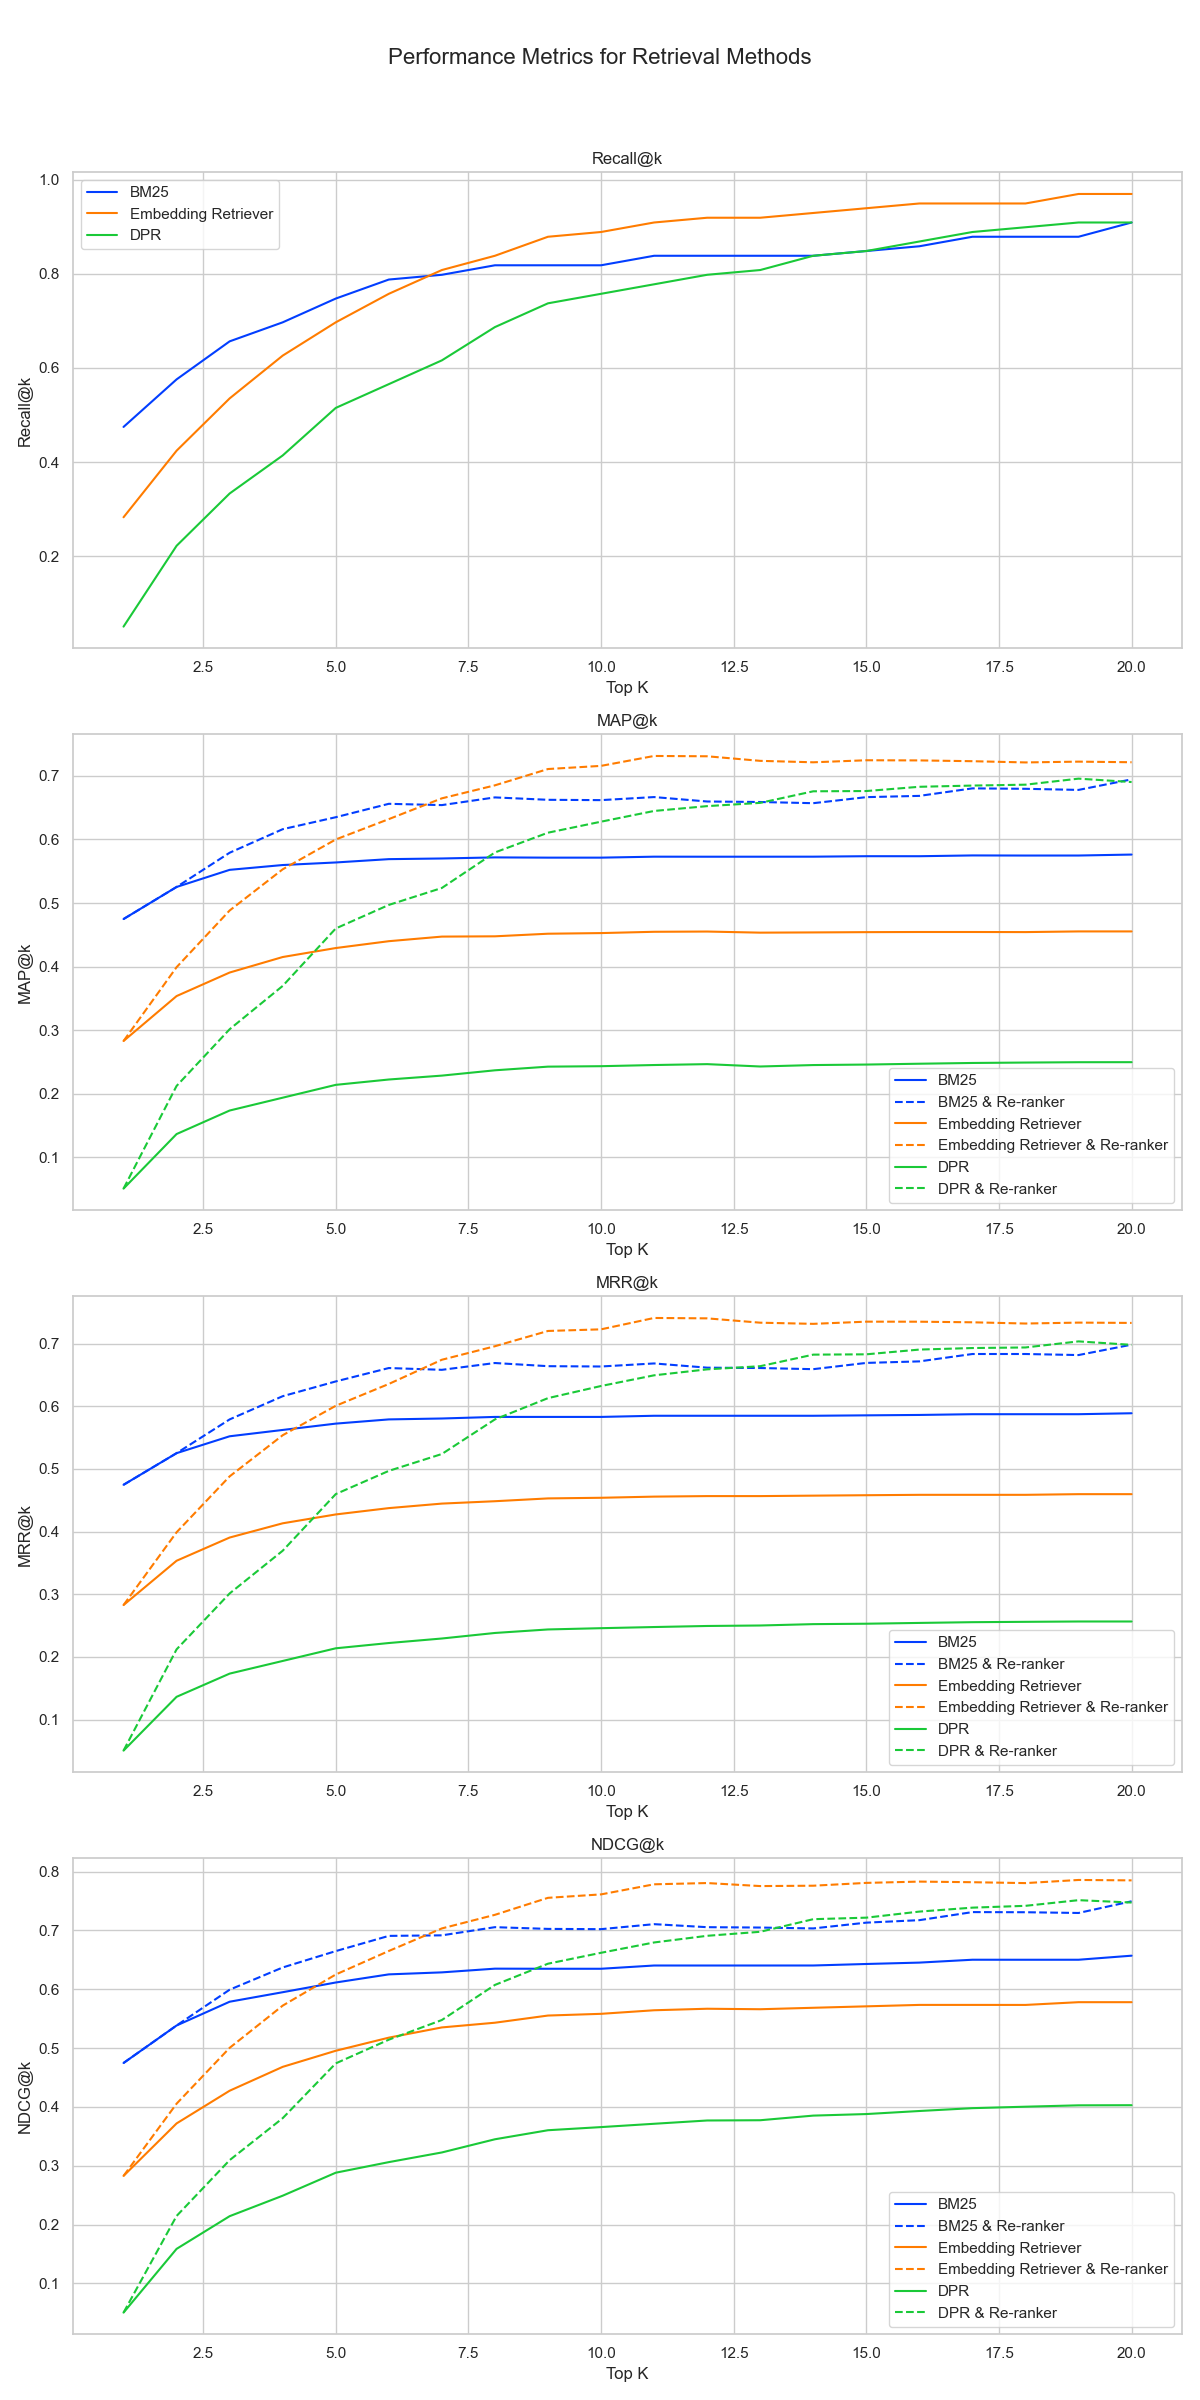 Performance Metrics for Retrieval Methods
Recall@k
BM25
Embedding Retriever
DPR
1.0
0.8
0.6
0.4
0.2
Recall@k
2.5 5.0 7.5 10.0 12.5 15.0 17.5 20.0
Top K
MAP@k
0.7
0.6
0.5
0.4
0.3
0.2
0.1
MAP@k
BM25
BM25 & Re-ranker
Embedding Retriever
Embedding Retriever & Re-ranker
DPR
DPR & Re-ranker
2.5 5.0 7.5 10.0 12.5 15.0 17.5 20.0
Top K
MRR@k
0.7
0.6
0.5
0.4
0.3
0.2
0.1
MRR@k
BM25
BM25 & Re-ranker
Embedding Retriever
Embedding Retriever & Re-ranker
DPR
DPR & Re-ranker
2.5 5.0 7.5 10.0 12.5 15.0 17.5 20.0
Top K
NDCG@k
0.8
0.7
0.6
0.5
0.4
0.3
0.2
0.1
NDCG@k
BM25
BM25 & Re-ranker
Embedding Retriever
Embedding Retriever & Re-ranker
DPR
DPR & Re-ranker
2.5 5.0 7.5 10.0 12.5 15.0 17.5 20.0
Top K